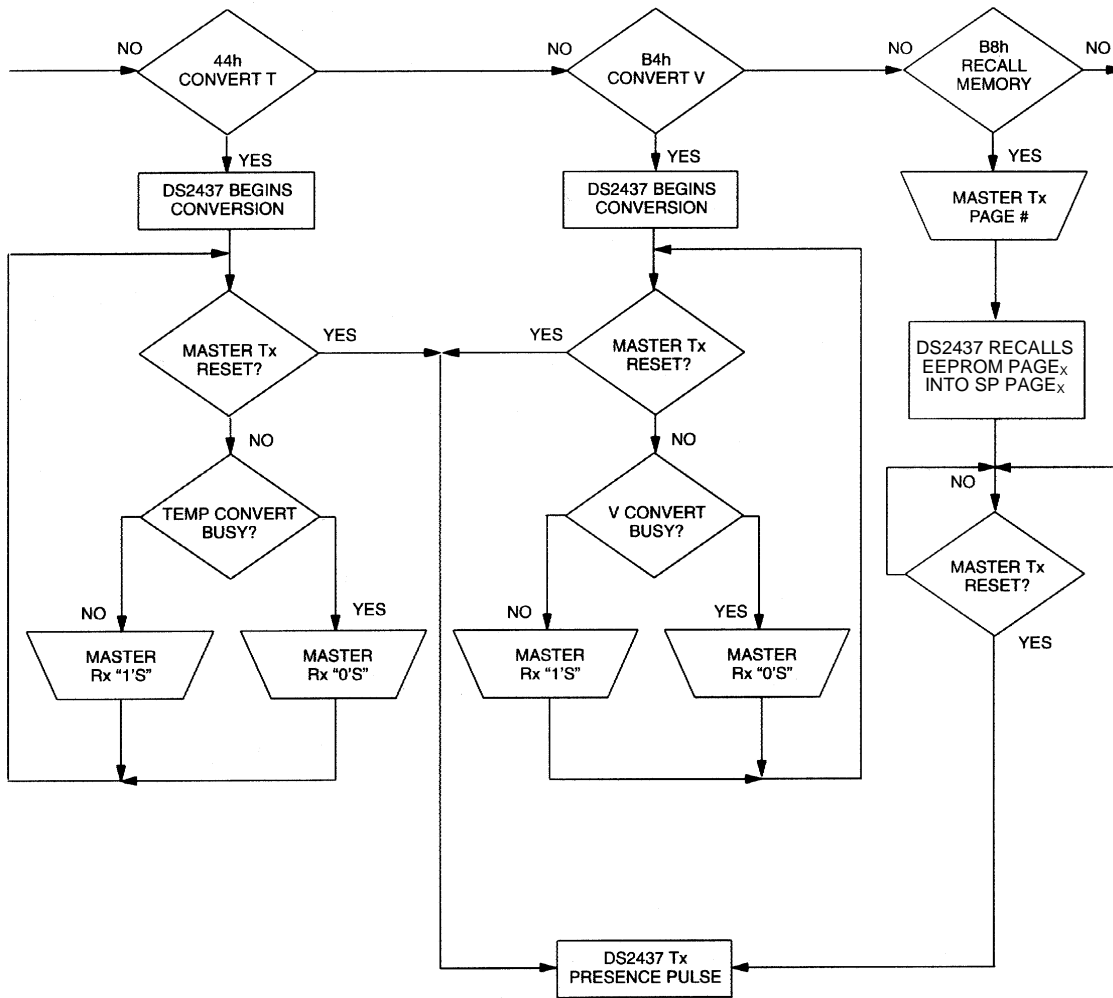 NO
44h
CONVERT T
NO
B4h
CONVERT V
NO
B8h
RECALL
MEMORY
NO
YES
YES
YES
DS2437 BEGINS
CONVERSION
DS2437 BEGINS
CONVERSION
MASTER Tx
PAGE #
MASTER Tx
RESET?
YES
YES
MASTER Tx
RESET?
DS2437 RECALLS
EEPROM PAGEX
INTO SP PAGEX
NO
NO
NO
TEMP CONVERT
BUSY?
V CONVERT
BUSY?
MASTER Tx
RESET?
NO
YES
NO
YES
YES
MASTER
Rx “1'S”
MASTER
Rx “0'S”
MASTER
Rx “1'S”
MASTER
Rx “0'S”
DS2437 Tx
PRESENCE PULSE